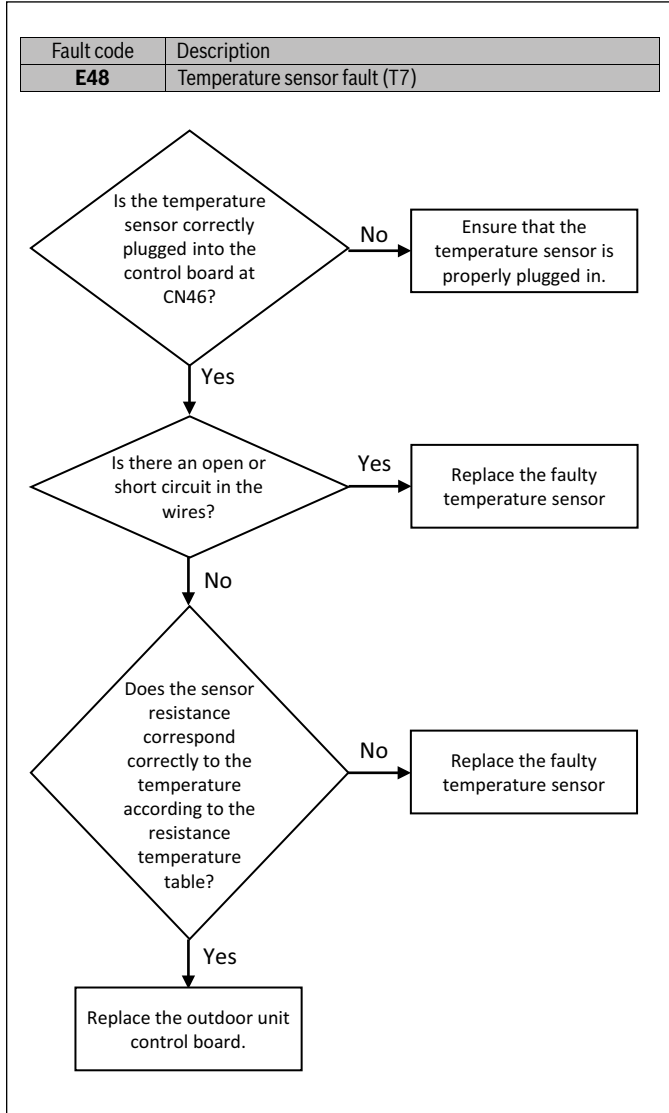 Fault code Description
E48 Temperature sensor fault (T7)
Is the temperature
sensor correctly
plugged into the
control board at
CN46?
No
Ensure that the
temperature sensor is
properly plugged in.
Yes
Is there an open or
short circuit in the
wires?
Yes
Replace the faulty
temperature sensor
No
Does the sensor
resistance
correspond
correctly to the
temperature
according to the
resistance
temperature
table?
No
Replace the faulty
temperature sensor
Yes
Replace the outdoor unit
control board.